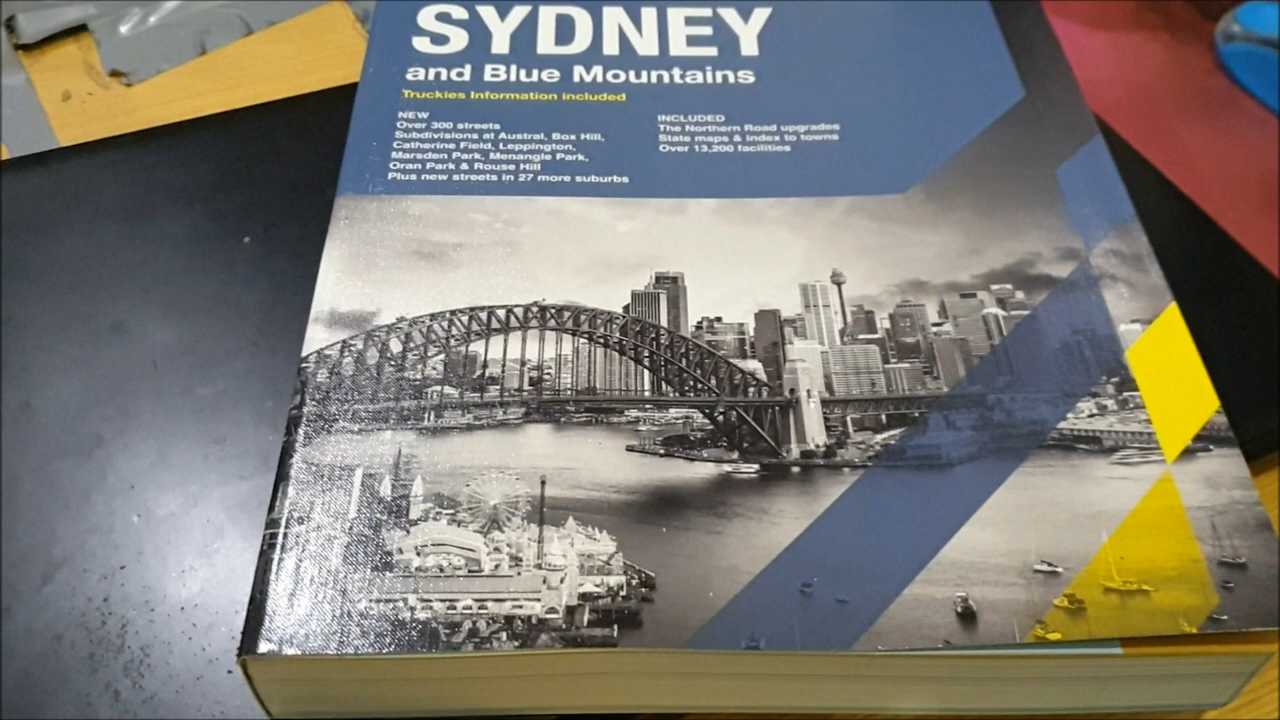 SYDNEY
and Blue Mountains
Truckies Information included
NEW
Over 300 streets
Subdivisions at Austral, Box Hill,
Catherine Field, Leppington,
Marsden Park, Menangle Park,
Oran Park & Rouse Hill
Plus new streets in 27 more suburbs
INCLUDED
The Northern Road upgrades
State maps & index to towns
Over 13,200 facilities